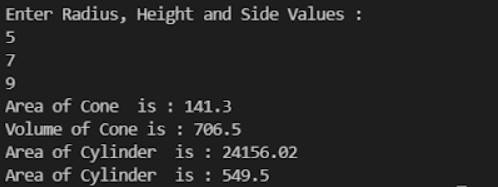 Enter Radius, Height and Side Values :
5
7
9
Area of Cone  is : 141.3
Volume of Cone is : 706.5
Area of Cylinder  is : 24156.02
Area of Cylinder  is : 549.5